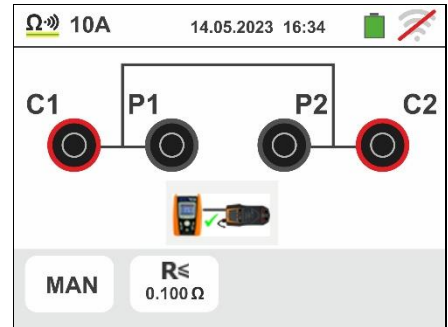 Ω 10A 14.05.2023 16:34
C1 P1 P2 C2
MAN R≤
0.100 Ω